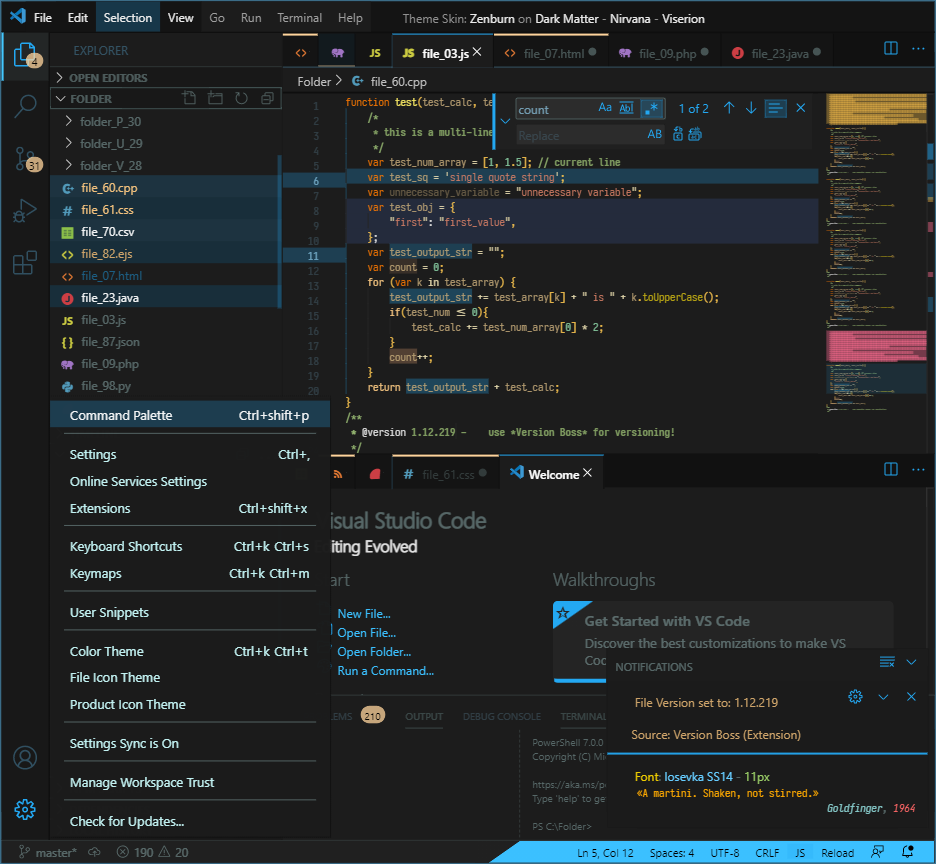 File Edit Selection View Go Run Terminal Help Theme Skin: Zenburn on Dark Matter - Nirvana - Viserion
4
EXPLORER
JS
JS file_03.js
file_07.html
file_09.php
file_23.java
OPEN EDITORS
FOLDER
folder_P_30
folder_U_29
folder_V_28
file_60.cpp
file_61.css
file_70.csv
file_82.ejs
file_07.html
file_23.java
JS file_03.js
file_87.json
file_09.php
file_98.py
31
Folder > file_60.cpp
count
Aa Ab
1 of 2
Replace
AB
1 function test(test_calc, te
2 /*
3 * this is a multi-line
4 */
5 var test_num_array = [1, 1.5]; // current line
6 var test_sq = 'single quote string';
7 var unnecessary_variable = "unnecessary variable";
8 var test_obj = {
9 "first": "first_value",
10 };
11 var test_output_str = "";
12 var count = 0;
13 for (var k in test_array) {
14 test_output_str += test_array[k] + " is " + k.toUpperCase();
15 if(test_num ≤ 0){
16 test_calc += test_num_array[0] * 2;
17 }
18 count++;
19 }
20 return test_output_str + test_calc;
}
/**
* @version 1.12.219 - use *Version Boss* for versioning!
*/
Command Palette Ctrl+shift+p
Settings Ctrl+,
Online Services Settings
Extensions Ctrl+shift+x
Keyboard Shortcuts Ctrl+k Ctrl+s
Keymaps Ctrl+k Ctrl+m
User Snippets
Color Theme Ctrl+k Ctrl+t
File Icon Theme
Product Icon Theme
Settings Sync is On
Manage Workspace Trust
Check for Updates...
# file_61.css
Welcome
isual Studio Code
iting Evolved
art
New File...
Open File...
Open Folder...
Run a Command...
Walkthroughs
Get Started with VS Code
Discover the best customizations to make VS
Coc
LEMS 210 OUTPUT DEBUG CONSOLE TERMINAL
PowerShell 7.0.0
Copyright (C) Mi
https://aka.ms/p
Type 'help' to ge
PS C:\Folder>
NOTIFICATIONS
File Version set to: 1.12.219
Source: Version Boss (Extension)
Font: Iosevka SS14 - 11px
«A martini. Shaken, not stirred.»
Goldfinger, 1964
master* 190 20
Ln 5, Col 12 Spaces: 4 UTF-8 CRLF JS Reload